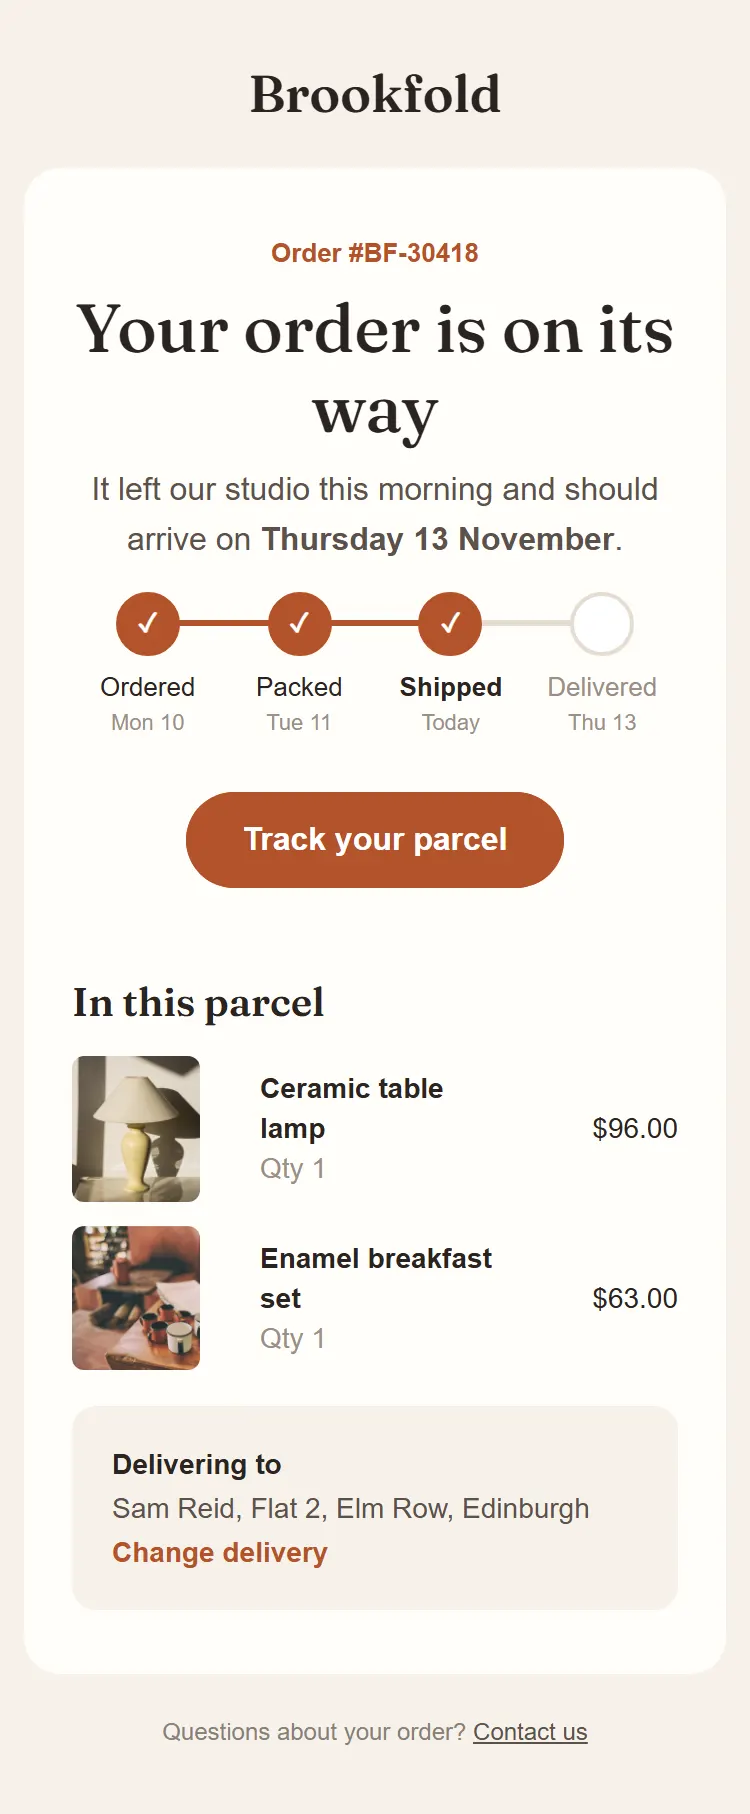 Brookfold
Order #BF-30418
Your order is on its
way
It left our studio this morning and should
arrive on Thursday 13 November.
Ordered Packed Shipped Delivered
Mon 10 Tue 11 Today Thu 13
Track your parcel
In this parcel
Ceramic table
lamp
$96.00
Qty 1
Enamel breakfast
set
$63.00
Qty 1
Delivering to
Sam Reid, Flat 2, Elm Row, Edinburgh
Change delivery
Questions about your order? Contact us